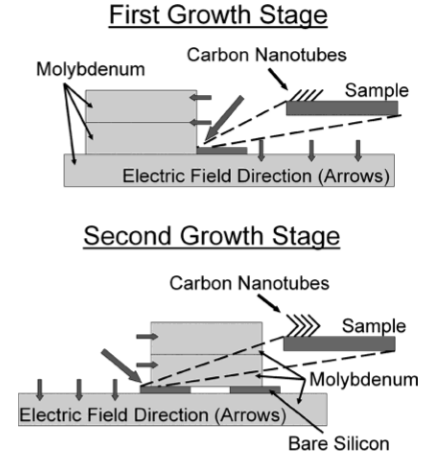 First Growth Stage
Carbon Nanotubes
Molybdenum
Sample
Electric Field Direction (Arrows)
Second Growth Stage
Carbon Nanotubes
Sample
Molybdenum
Electric Field Direction (Arrows)
Bare Silicon